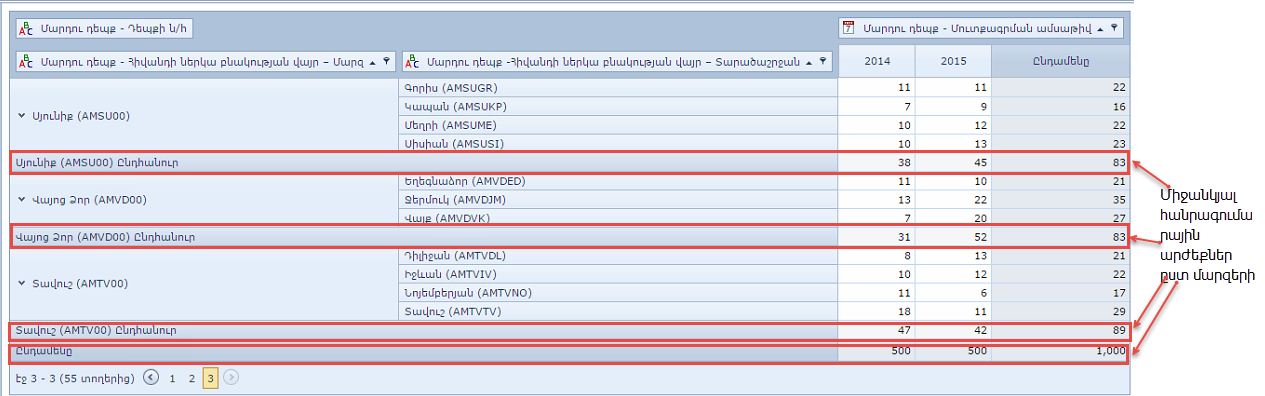 Մարդու դեպք - Դեպքի ն/հ
Մարդու դեպք - Մուտքագրման ամսաթիվ
Մարդու դեպք - Հիվանդի ներկա բնակության վայր – Մարզ
Մարդու դեպք -Հիվանդի ներկա բնակության վայր – Տարածաշրջան
2014 2015 Ընդամենը
Սյունիք (AMSU00)
Գորիս (AMSUGR) 11 11 22
Կապան (AMSUKP) 7 9 16
Մեղրի (AMSUME) 10 12 22
Սիսիան (AMSUSI) 10 13 23
Սյունիք (AMSU00) Ընդհանուր 38 45 83
Վայոց Ձոր (AMVD00)
Եղեգնաձոր (AMVDED) 11 10 21
Ջերմուկ (AMVDJM) 13 22 35
Վայք (AMVDVK) 7 20 27
Վայոց Ձոր (AMVD00) Ընդհանուր 31 52 83
Տավուշ (AMTV00)
Դիլիջան (AMTVDL) 8 13 21
Իջևան (AMTVIV) 10 12 22
Նոյեմբերյան (AMTVNO) 11 6 17
Տավուշ (AMTVTV) 18 11 29
Տավուշ (AMTV00) Ընդհանուր 47 42 89
Ընդամենը 500 500 1,000
Էջ 3 - 3 (55 տողերից) 1 2 3
Միջանկյալ
հանրագումա
րային
արժեքներ
ըստ մարզերի